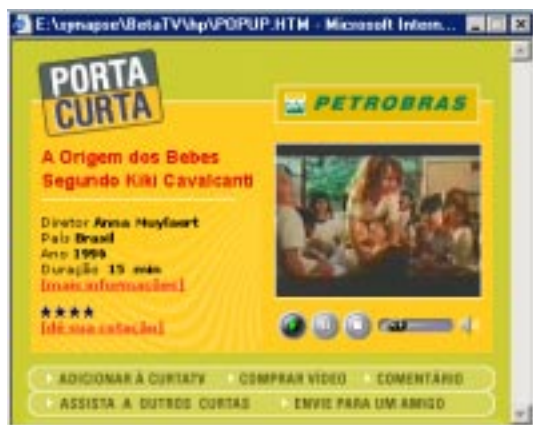 E:\synapse\BetaTV\hp\POPUP.HTM - Microsoft Intern...
PORTA
CURTA
PETROBRAS
A Origem dos Bebes
Segundo Kiki Cavalcanti
Diretor Anna Muylaert
País Brasil
Ano 1996
Duração 15 min
[mais informações]
★★★★
[dê sua cotação]
ADICIONAR À CURTATV
COMPRAR VÍDEO
COMENTÁRIO
ASSISTA A OUTROS CURTAS
ENVIE PARA UM AMIGO